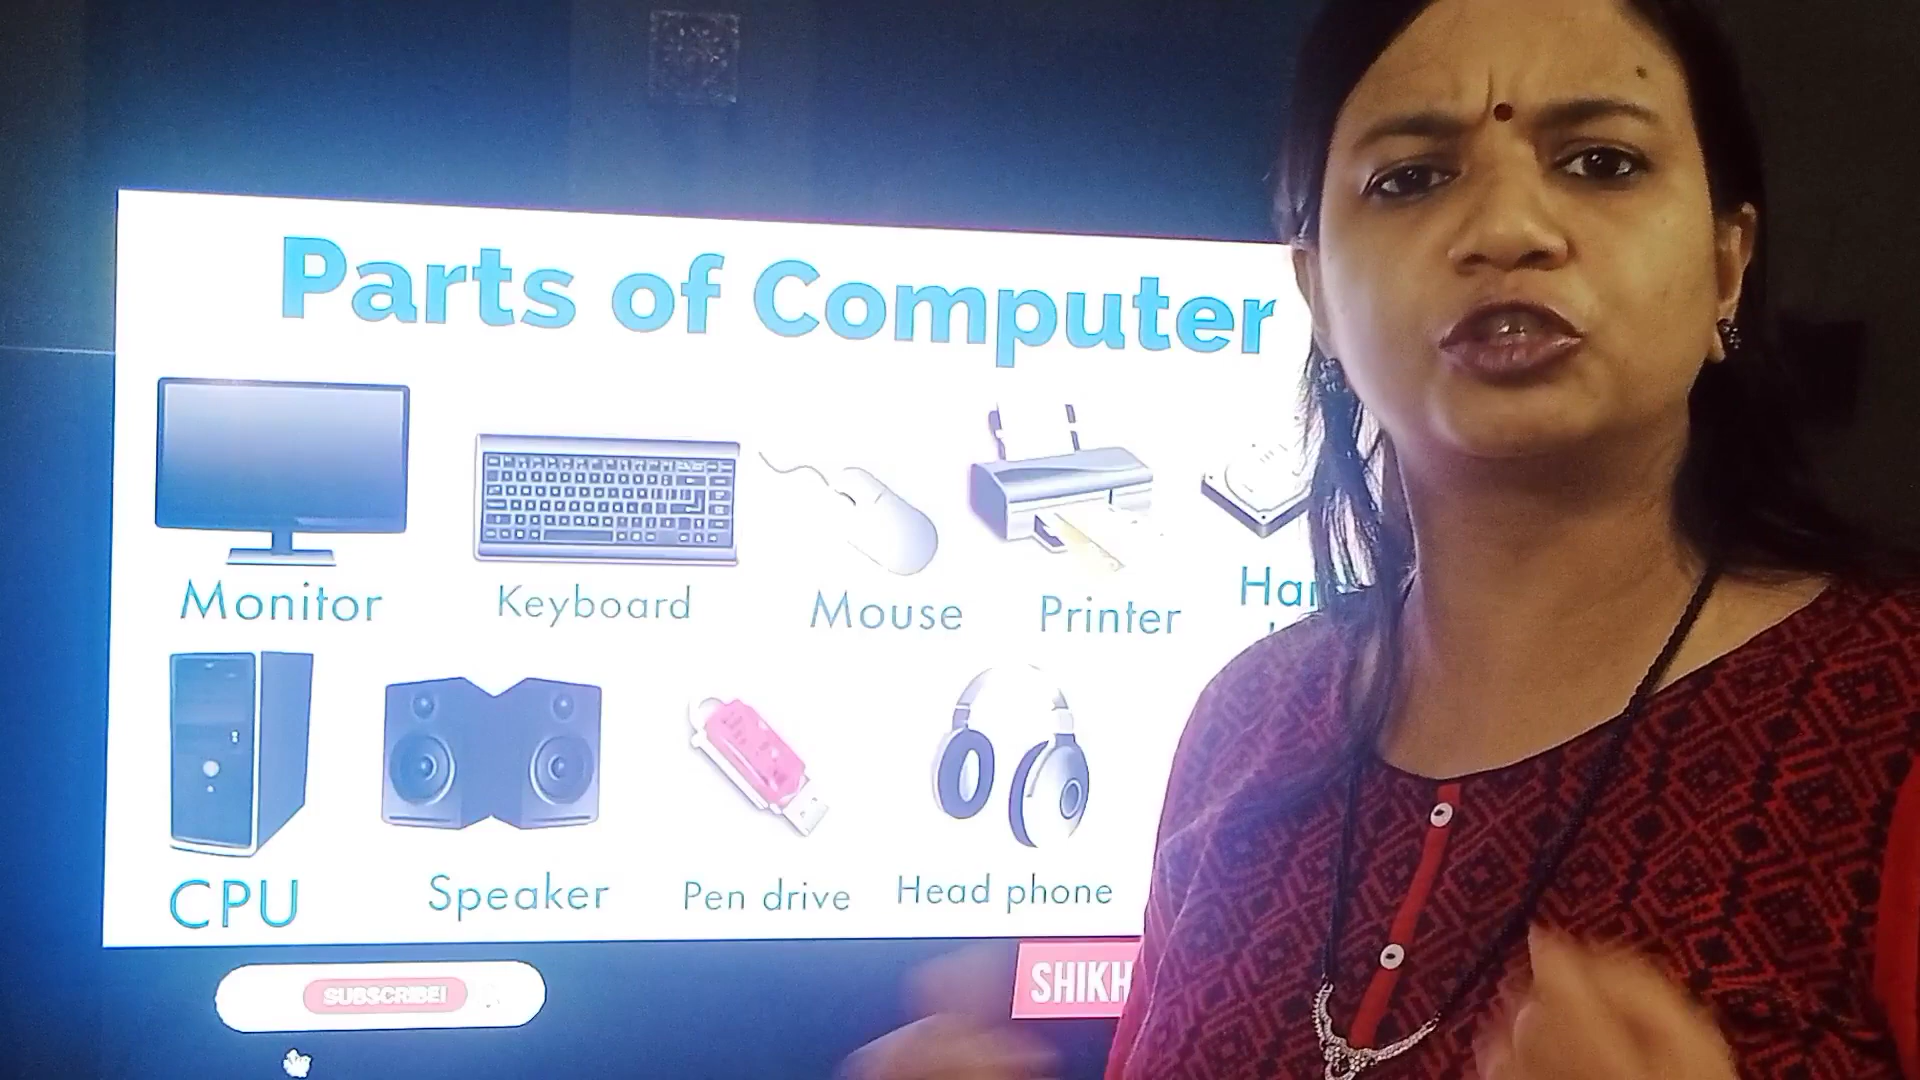 Parts of Computer
Monitor
Keyboard
Mouse
Printer
CPU
Speaker
Pen drive
Head phone
SUBSCRIBE!